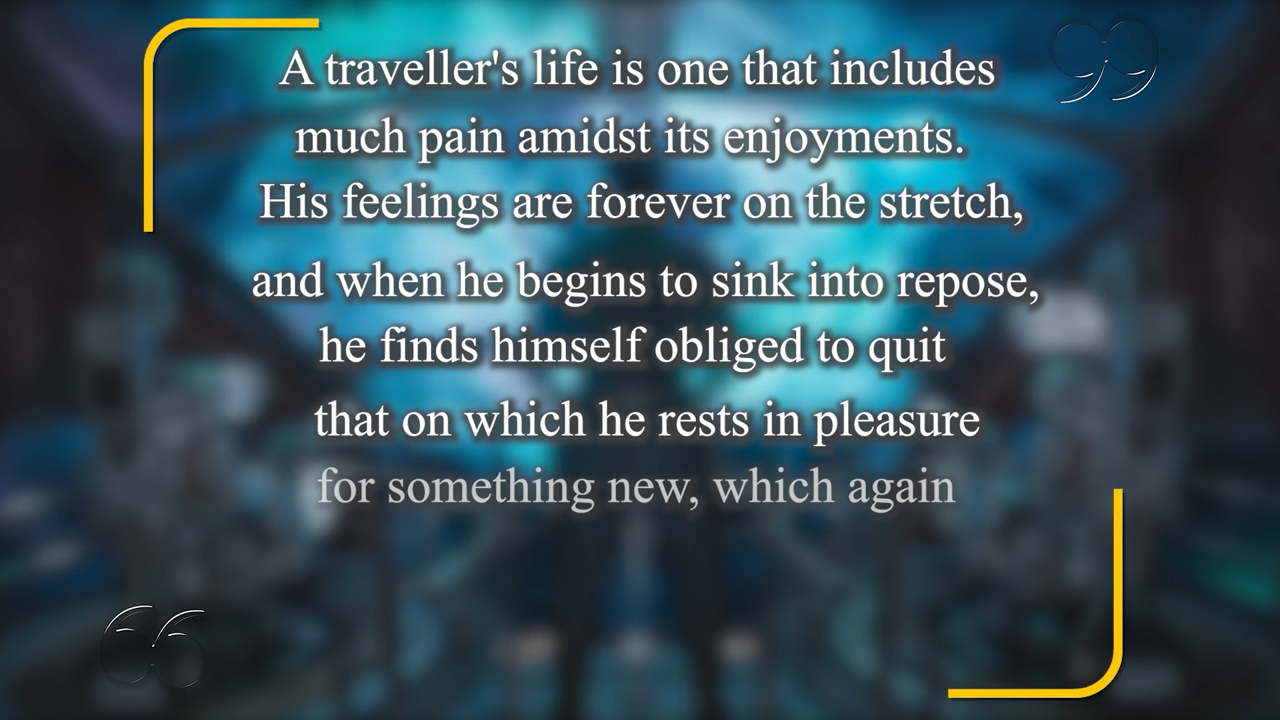 A traveller's life is one that includes
much pain amidst its enjoyments.
His feelings are forever on the stretch,
and when he begins to sink into repose,
he finds himself obliged to quit
that on which he rests in pleasure
for something new, which again